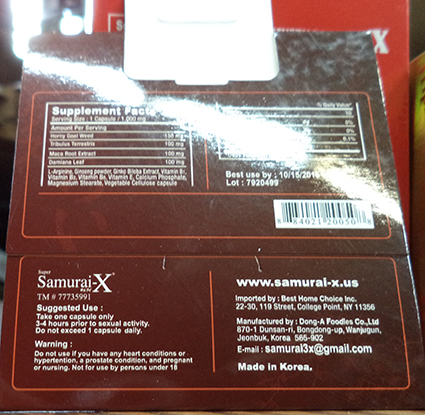 X
Supplement Facts
Serving Size : 1 Capsule / 1,000 mg
Amount Per Serving
Horny Goat Weed
Tribulus Terrestris 100 mg
Maca Root Extract 100 mg
Damiana Leaf 100 mg
L-Arginine, Ginseng powder, Ginko Biloba Extract, Vitamin
B1, Vitamin B2, Vitamin B6, Vitamin E, Calcium Phosphate,
Magnesium Stearate, Vegetable Cellulose capsule
% Daily Value*
0%
0.1%
Best use by : 10/15/2016
Lot : 7920499
84021 20050
Super
Samurai-X®
TM # 77735991
Suggested Use :
Take one capsule only
3-4 hours prior to sexual activity.
Do not exceed 1 capsule daily.
Warning :
Do not use if you have any heart conditions or
hypertention, a prostate condition, and pregnant
or nursing. Not for use by persons under 18
www.samurai-x.us
Imported by : Best Home Choice Inc.
22-30, 119 Street, College Point, NY 11356
Manufactured by : Dong-A Foodles Co.,Ltd
870-1 Dunsan-ri, Bongdong-up, Wanjugun,
Jeonbuk, Korea 565-902
E-mail : samurai3x@gmail.com
Made in Korea.